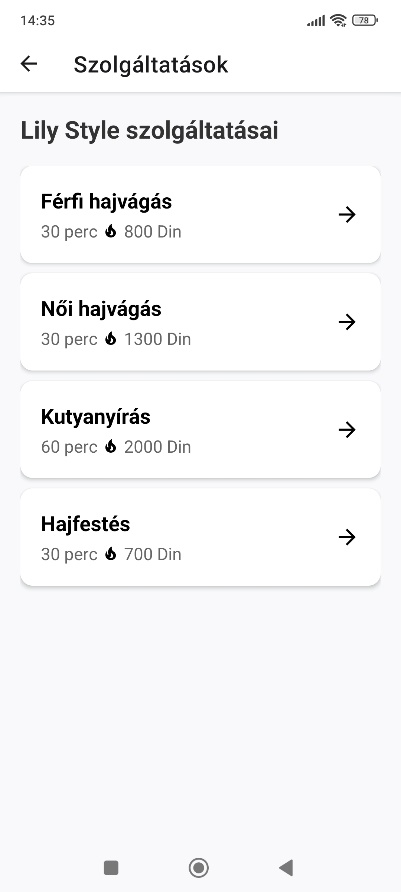 14:35
78
Szolgáltatások
Lily Style szolgáltatásai
Férfi hajvágás
30 perc 800 Din
Női hajvágás
30 perc 1300 Din
Kutyanyírás
60 perc 2000 Din
Hajfestés
30 perc 700 Din